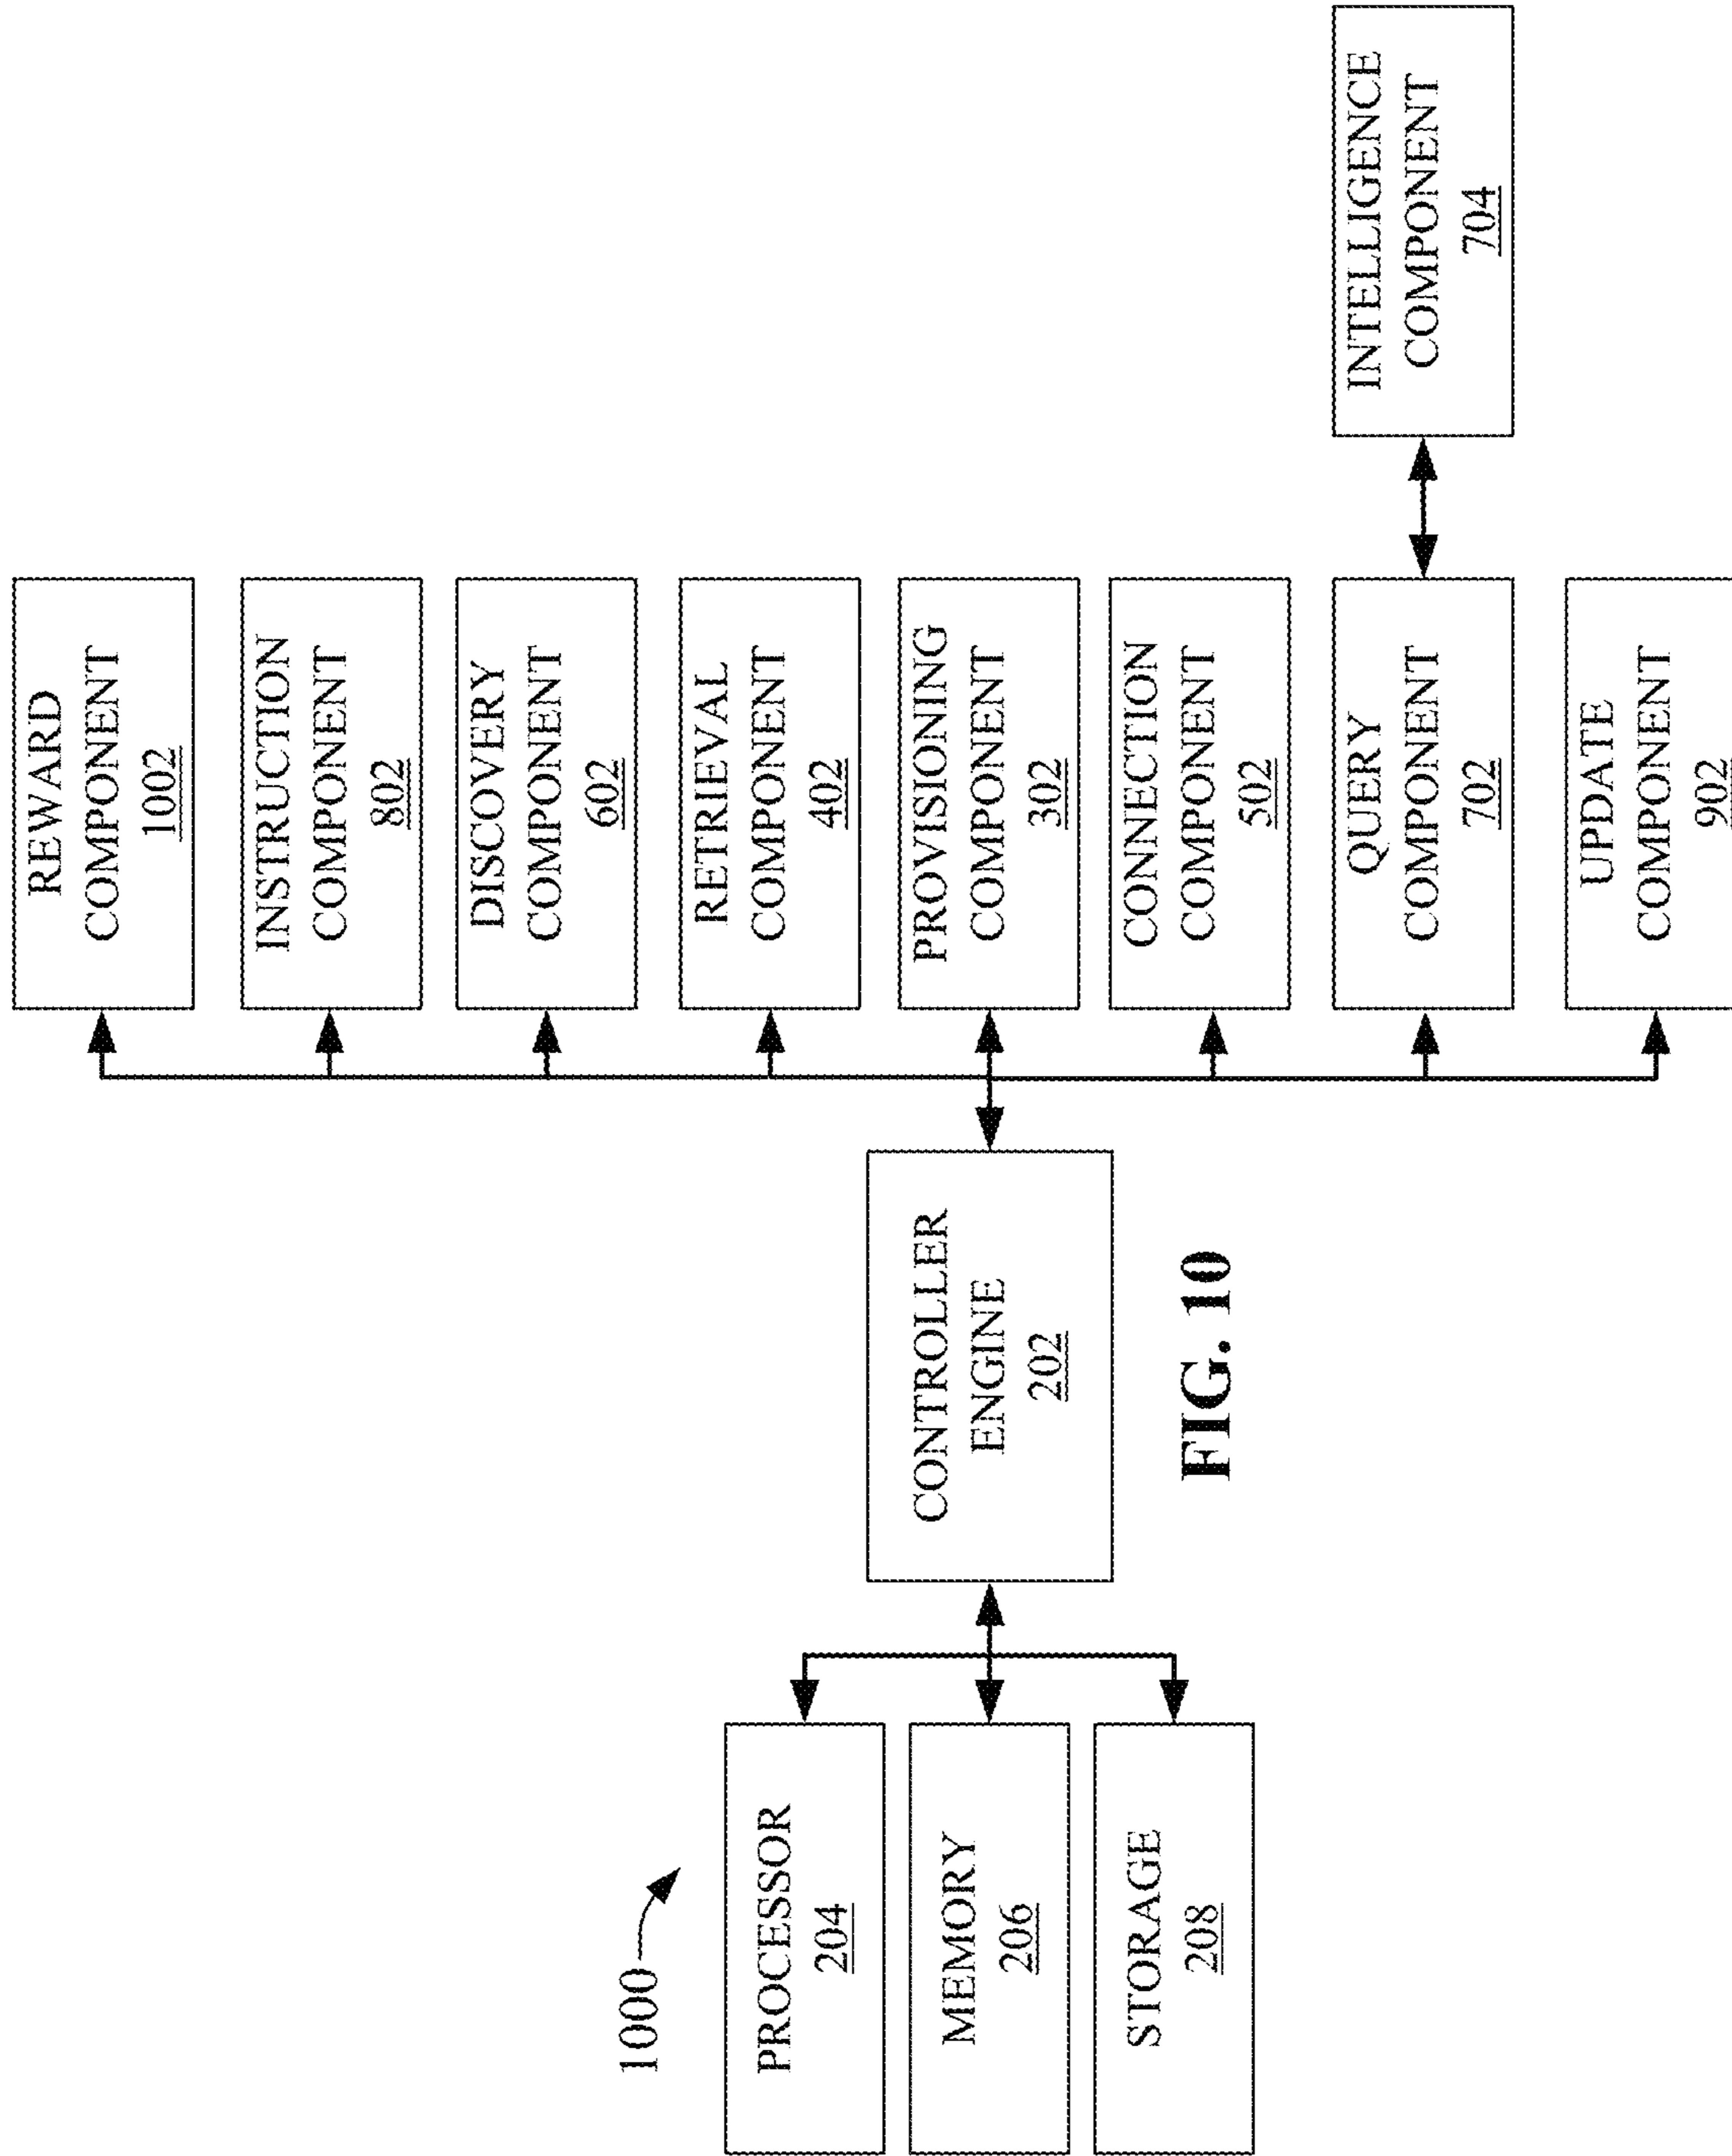 1000
PROCESSOR
204
MEMORY
206
STORAGE
208
CONTROLLER
ENGINE
202
REWARD
COMPONENT
1002
INSTRUCTION
COMPONENT
802
DISCOVERY
COMPONENT
602
RETRIEVAL
COMPONENT
402
PROVISIONING
COMPONENT
302
CONNECTION
COMPONENT
502
QUERY
COMPONENT
702
UPDATE
COMPONENT
902
INTELLIGENCE
COMPONENT
704
FIG. 10